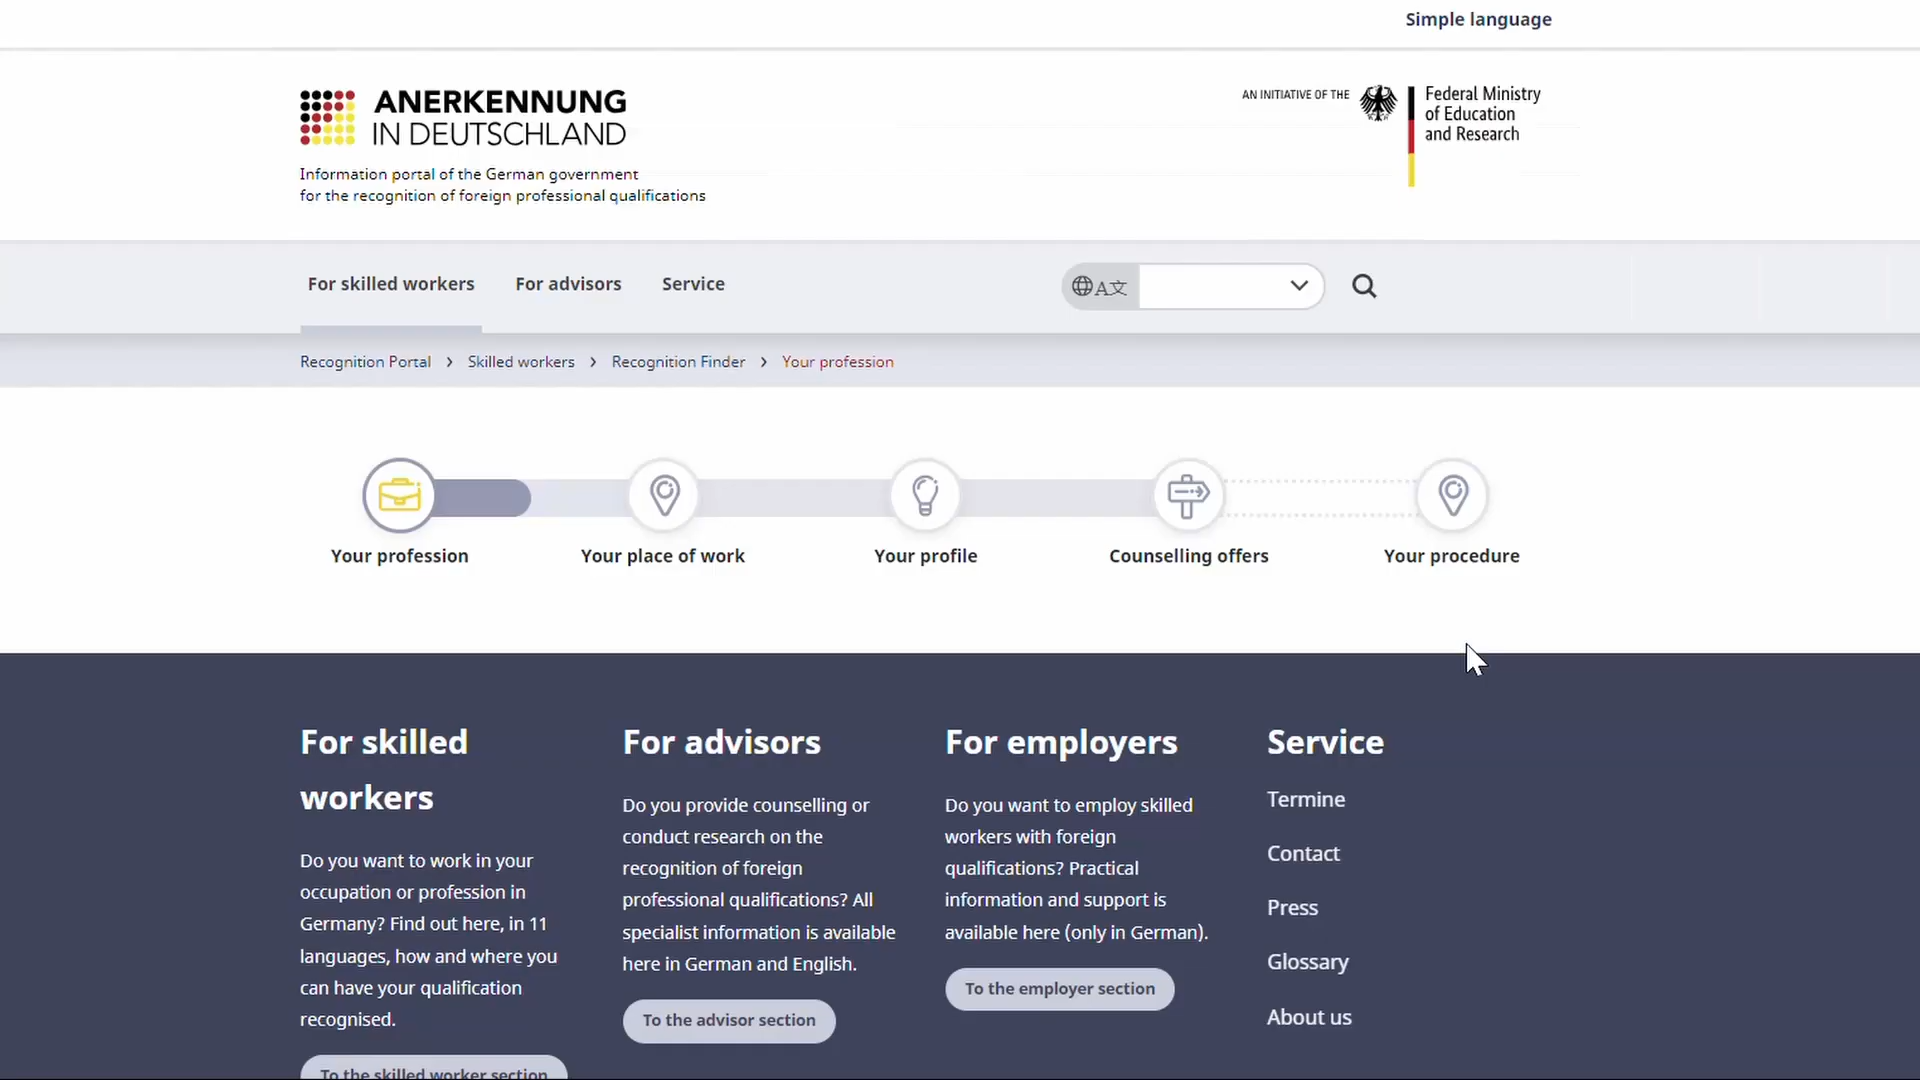 Simple language
ANERKENNUNG
IN DEUTSCHLAND
Information portal of the German government
for the recognition of foreign professional qualifications
AN INITIATIVE OF THE
Federal Ministry
of Education
and Research
For skilled workers
For advisors
Service
A文
Recognition Portal > Skilled workers > Recognition Finder > Your profession
Your profession
Your place of work
Your profile
Counselling offers
Your procedure
For skilled
workers
Do you want to work in your
occupation or profession in
Germany? Find out here, in 11
languages, how and where you
can have your qualification
recognised.
To the skilled worker section
For advisors
Do you provide counselling or
conduct research on the
recognition of foreign
professional qualifications? All
specialist information is available
here in German and English.
To the advisor section
For employers
Do you want to employ skilled
workers with foreign
qualifications? Practical
information and support is
available here (only in German).
To the employer section
Service
Termine
Contact
Press
Glossary
About us